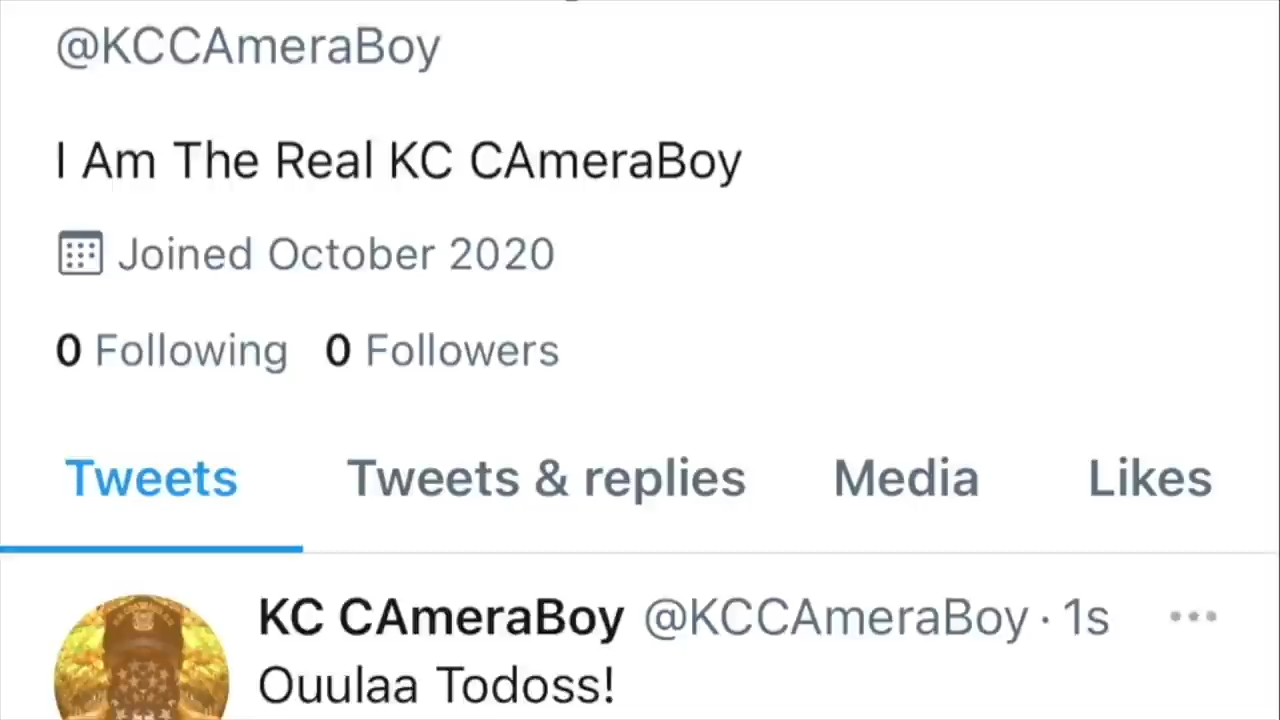 @KCCAmeraBoy
I Am The Real KC CAmeraBoy
Joined October 2020
0 Following 0 Followers
Tweets Tweets & replies Media Likes
KC CAmeraBoy @KCCAmeraBoy · 1s
Ouulaa Todoss!